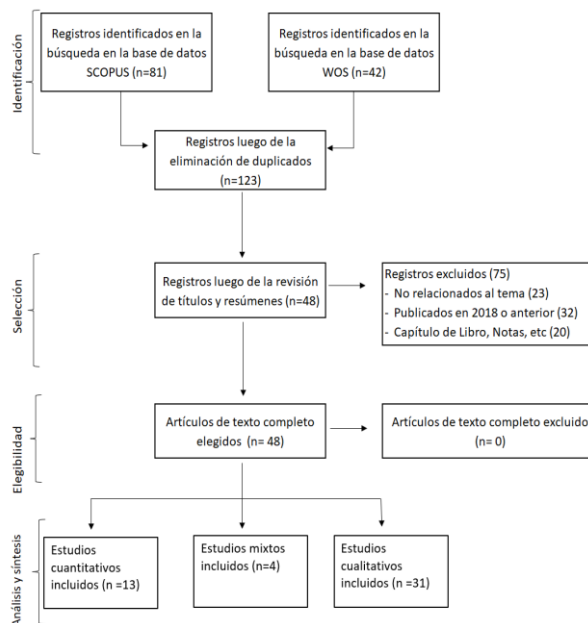 Identificación
Registros identificados en la
búsqueda en la base de datos
SCOPUS (n=81)
Registros identificados en la
búsqueda en la base de datos
WOS (n=42)
Registros luego de la
eliminación de duplicados
(n=123)
Selección
Registros luego de la revisión
de títulos y resúmenes (n=48)
Registros excluidos (75)
- No relacionados al tema (23)
- Publicados en 2018 o anterior (32)
- Capítulo de Libro, Notas, etc (20)
Elegibilidad
Artículos de texto completo
elegidos (n= 48)
Artículos de texto completo excluido
(n= 0)
Análisis y síntesis
Estudios
cuantitativos
incluidos (n =13)
Estudios mixtos
incluidos (n=4)
Estudios
cualitativos
incluidos (n =31)